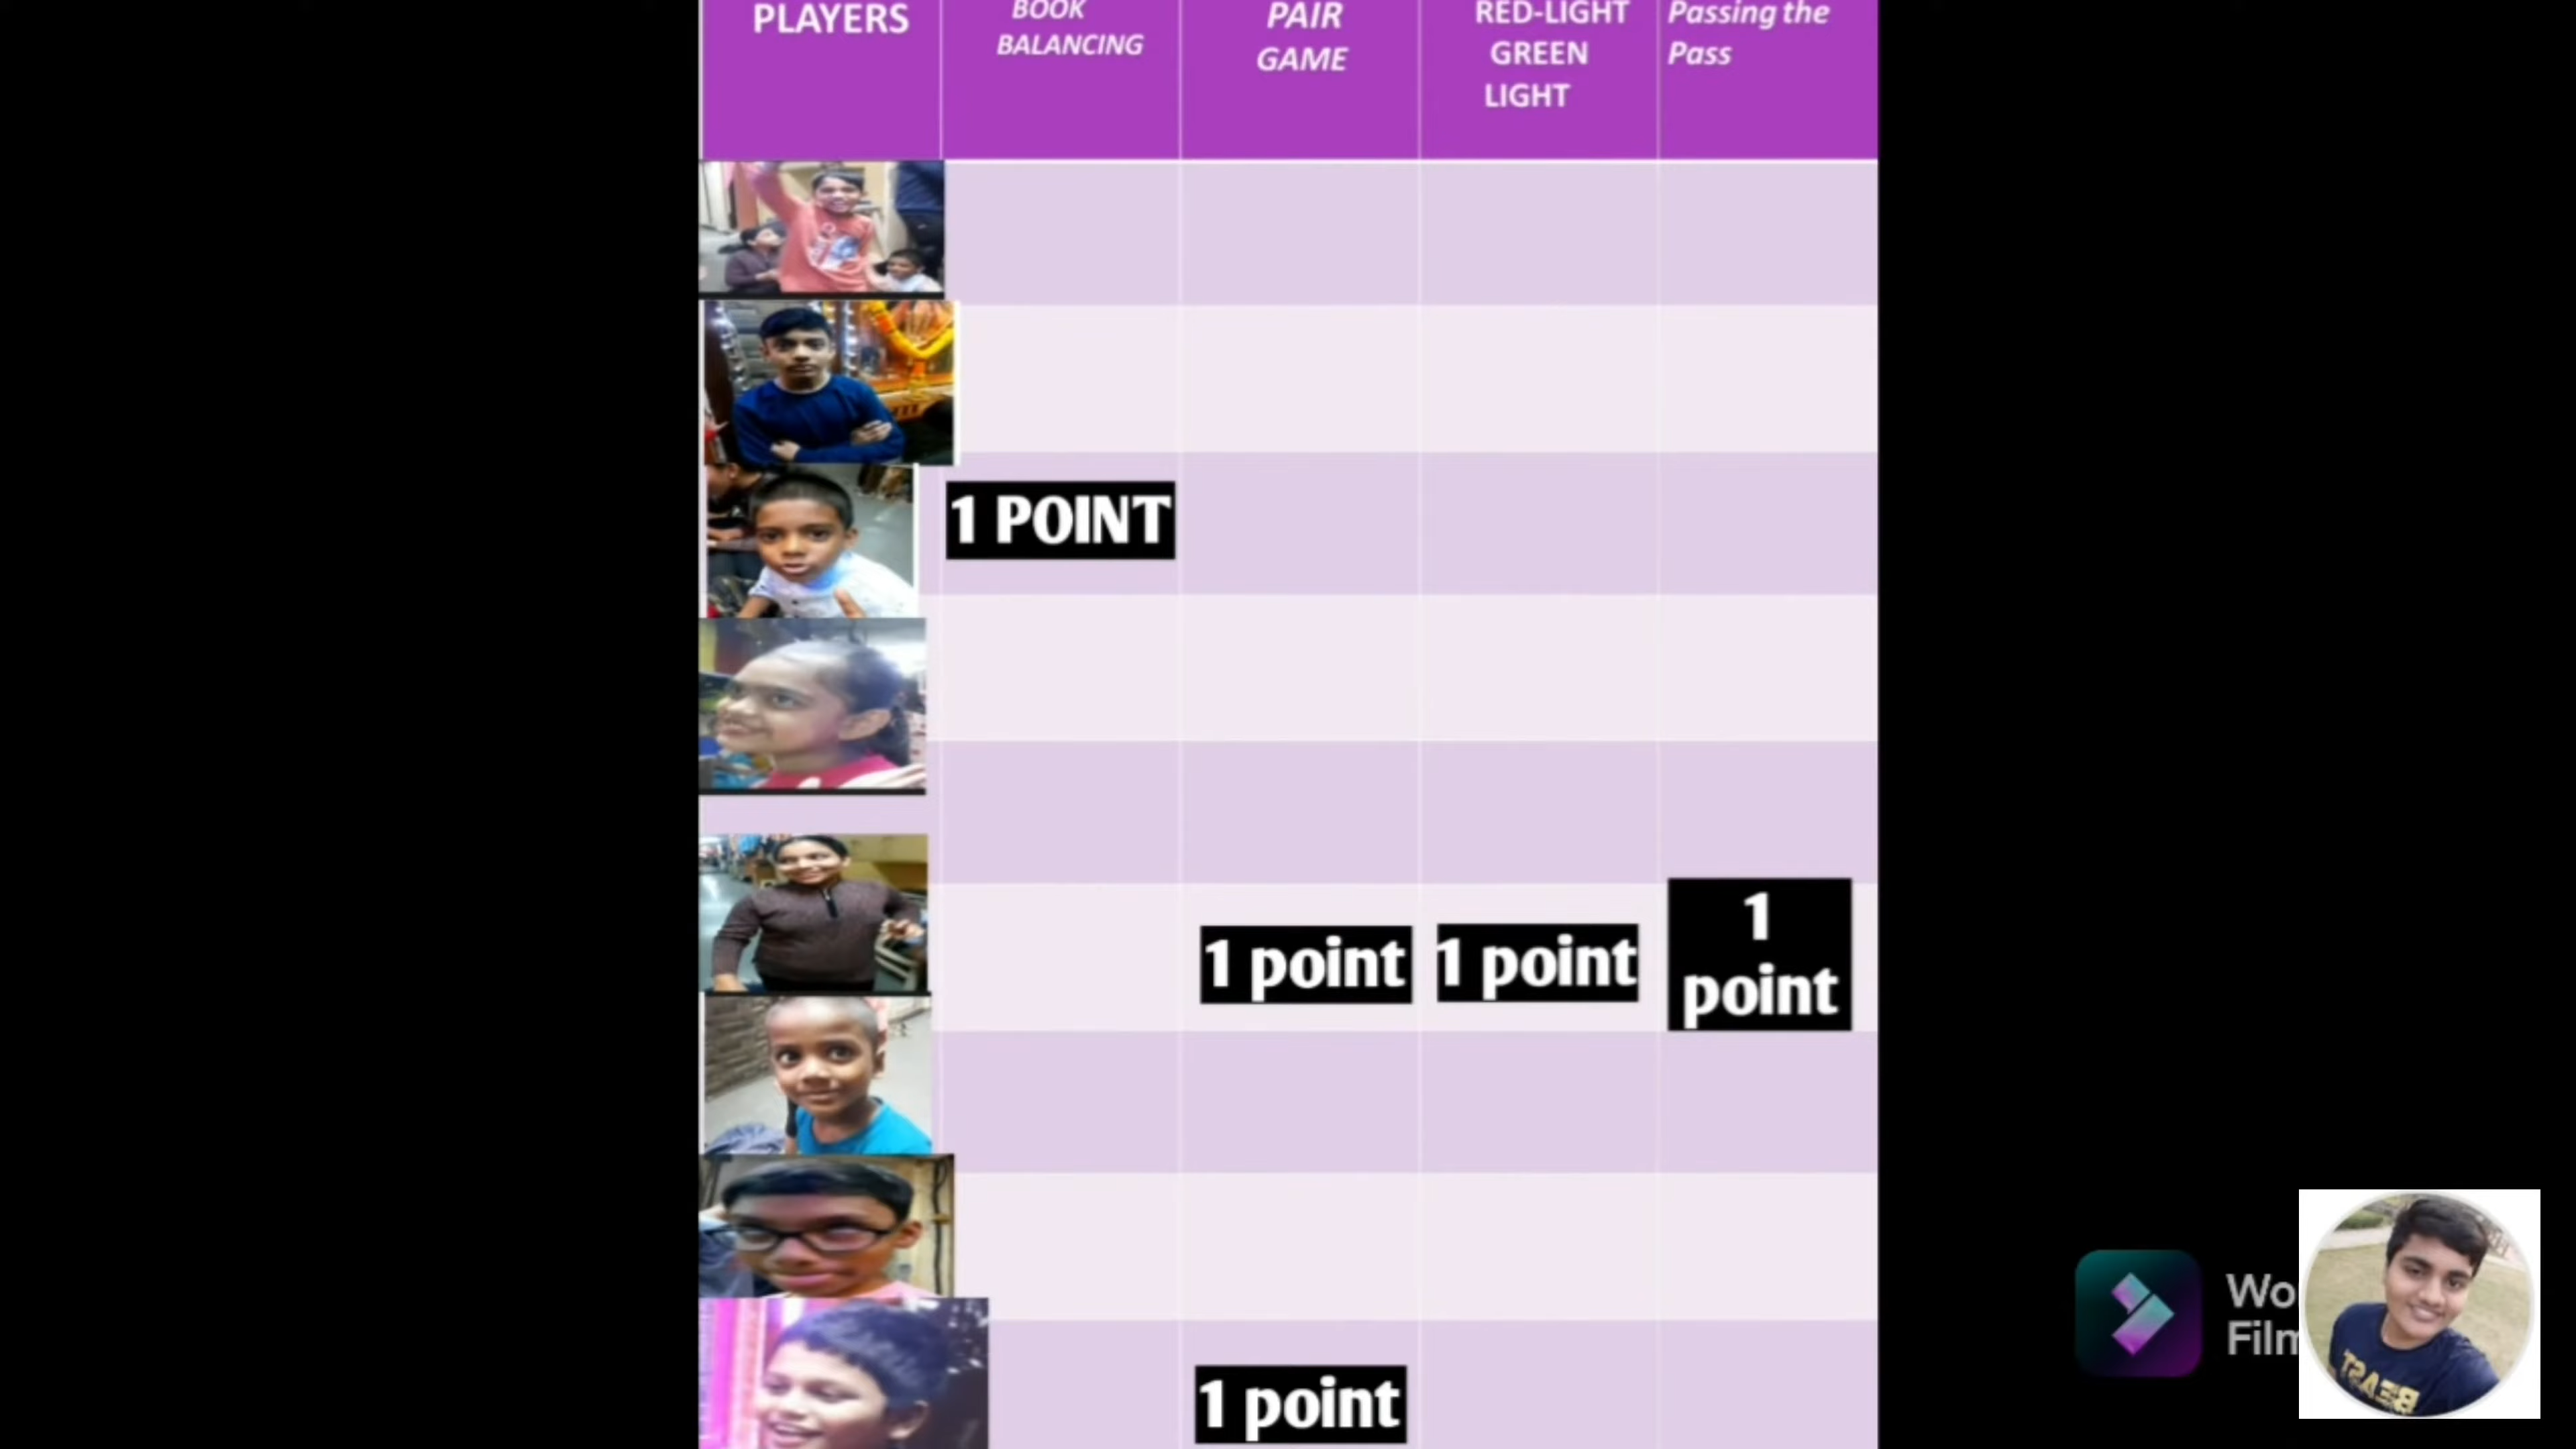 PLAYERS
BOOK
BALANCING
PAIR
GAME
RED-LIGHT
GREEN
LIGHT
Passing the
Pass
1 POINT
1 point
1 point
1
point
1 point
Wo
Film
BEAST